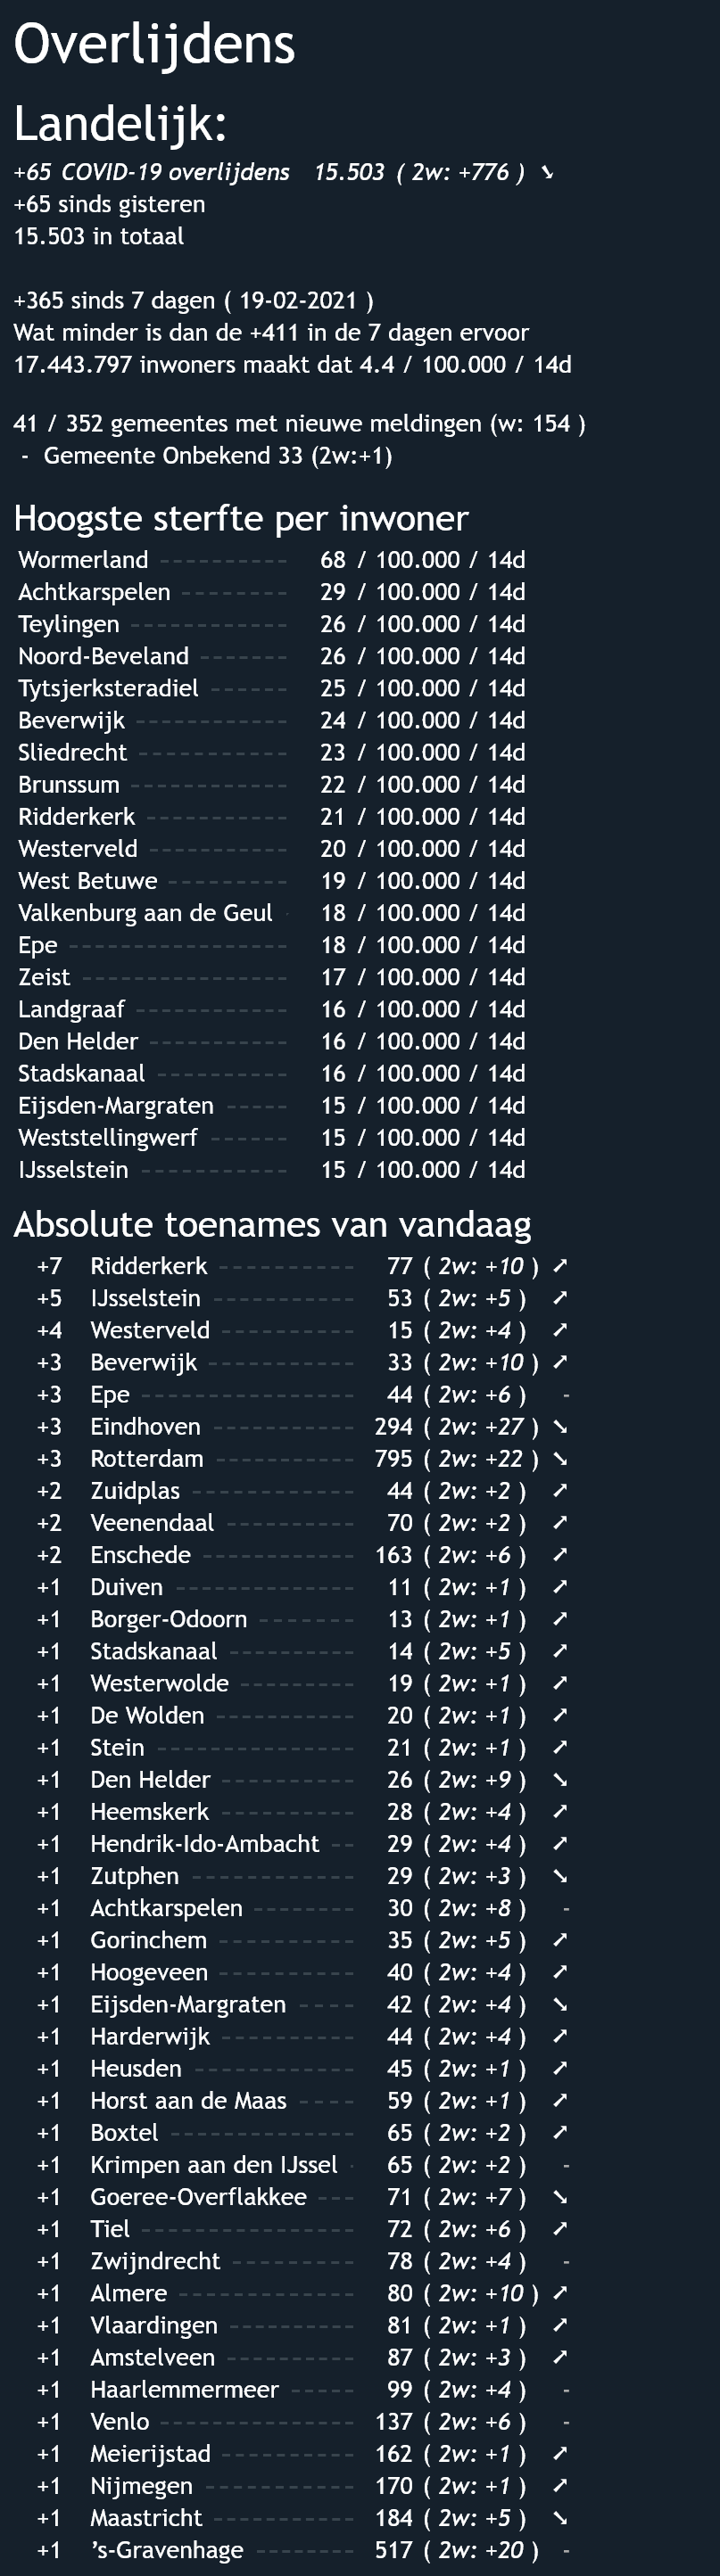 Overlijdens
Landelijk:
+65 COVID-19 overlijdens 15.503 ( 2w: +776 ) ➘
+65 sinds gisteren
15.503 in totaal
+365 sinds 7 dagen ( 19-02-2021 )
Wat minder is dan de +411 in de 7 dagen ervoor
17.443.797 inwoners maakt dat 4.4 / 100.000 / 14d
41 / 352 gemeentes met nieuwe meldingen (w: 154 )
- Gemeente Onbekend 33 (2w:+1)
Hoogste sterfte per inwoner
Wormerland ---------- 68 / 100.000 / 14d
Achtkarspelen -------- 29 / 100.000 / 14d
Teylingen ------------ 26 / 100.000 / 14d
Noord-Beveland ------- 26 / 100.000 / 14d
Tytsjerksteradiel ------ 25 / 100.000 / 14d
Beverwijk ------------ 24 / 100.000 / 14d
Sliedrecht ----------- 23 / 100.000 / 14d
Brunssum ------------ 22 / 100.000 / 14d
Ridderkerk ---------- 21 / 100.000 / 14d
Westerveld ---------- 20 / 100.000 / 14d
West Betuwe --------- 19 / 100.000 / 14d
Valkenburg aan de Geul - 18 / 100.000 / 14d
Epe ----------------- 18 / 100.000 / 14d
Zeist ---------------- 17 / 100.000 / 14d
Landgraaf ------------ 16 / 100.000 / 14d
Den Helder ---------- 16 / 100.000 / 14d
Stadskanaal ---------- 16 / 100.000 / 14d
Eijsden-Margraten ----- 15 / 100.000 / 14d
Weststellingwerf ------ 15 / 100.000 / 14d
IJsselstein ----------- 15 / 100.000 / 14d
Absolute toenames van vandaag
+7 Ridderkerk ---------- 77 ( 2w: +10 ) ➚
+5 IJsselstein ----------- 53 ( 2w: +5 ) ➚
+4 Westerveld ---------- 15 ( 2w: +4 ) ➚
+3 Beverwijk ----------- 33 ( 2w: +10 ) ➚
+3 Epe ----------------- 44 ( 2w: +6 ) -
+3 Eindhoven ----------- 294 ( 2w: +27 ) ➘
+3 Rotterdam ---------- 795 ( 2w: +22 ) ➘
+2 Zuidplas ------------ 44 ( 2w: +2 ) ➚
+2 Veenendaal --------- 70 ( 2w: +2 ) ➚
+2 Enschede ----------- 163 ( 2w: +6 ) ➚
+1 Duiven -------------- 11 ( 2w: +1 ) ➚
+1 Borger-Odoorn ------- 13 ( 2w: +1 ) ➚
+1 Stadskanaal ---------- 14 ( 2w: +5 ) ➚
+1 Westerwolde --------- 19 ( 2w: +1 ) ➚
+1 De Wolden ---------- 20 ( 2w: +1 ) ➚
+1 Stein --------------- 21 ( 2w: +1 ) ➚
+1 Den Helder ---------- 26 ( 2w: +9 ) ➘
+1 Heemskerk ---------- 28 ( 2w: +4 ) ➚
+1 Hendrik-Ido-Ambacht -- 29 ( 2w: +4 ) ➚
+1 Zutphen ------------ 29 ( 2w: +3 ) ➘
+1 Achtkarspelen -------- 30 ( 2w: +8 ) -
+1 Gorinchem ---------- 35 ( 2w: +5 ) ➚
+1 Hoogeveen ---------- 40 ( 2w: +4 ) ➚
+1 Eijsden-Margraten ---- 42 ( 2w: +4 ) ➘
+1 Harderwijk ---------- 44 ( 2w: +4 ) ➚
+1 Heusden ------------ 45 ( 2w: +1 ) ➚
+1 Horst aan de Maas ---- 59 ( 2w: +1 ) ➚
+1 Boxtel -------------- 65 ( 2w: +2 ) ➚
+1 Krimpen aan den IJssel - 65 ( 2w: +2 ) -
+1 Goeree-Overflakkee --- 71 ( 2w: +7 ) ➘
+1 Tiel ----------------- 72 ( 2w: +6 ) ➚
+1 Zwijndrecht --------- 78 ( 2w: +4 ) -
+1 Almere -------------- 80 ( 2w: +10 ) ➚
+1 Vlaardingen ---------- 81 ( 2w: +1 ) ➚
+1 Amstelveen ---------- 87 ( 2w: +3 ) ➚
+1 Haarlemmermeer ----- 99 ( 2w: +4 ) -
+1 Venlo --------------- 137 ( 2w: +6 ) -
+1 Meierijstad ---------- 162 ( 2w: +1 ) ➚
+1 Nijmegen ----------- 170 ( 2w: +1 ) ➚
+1 Maastricht ---------- 184 ( 2w: +5 ) ➘
+1 ’s-Gravenhage -------- 517 ( 2w: +20 ) -